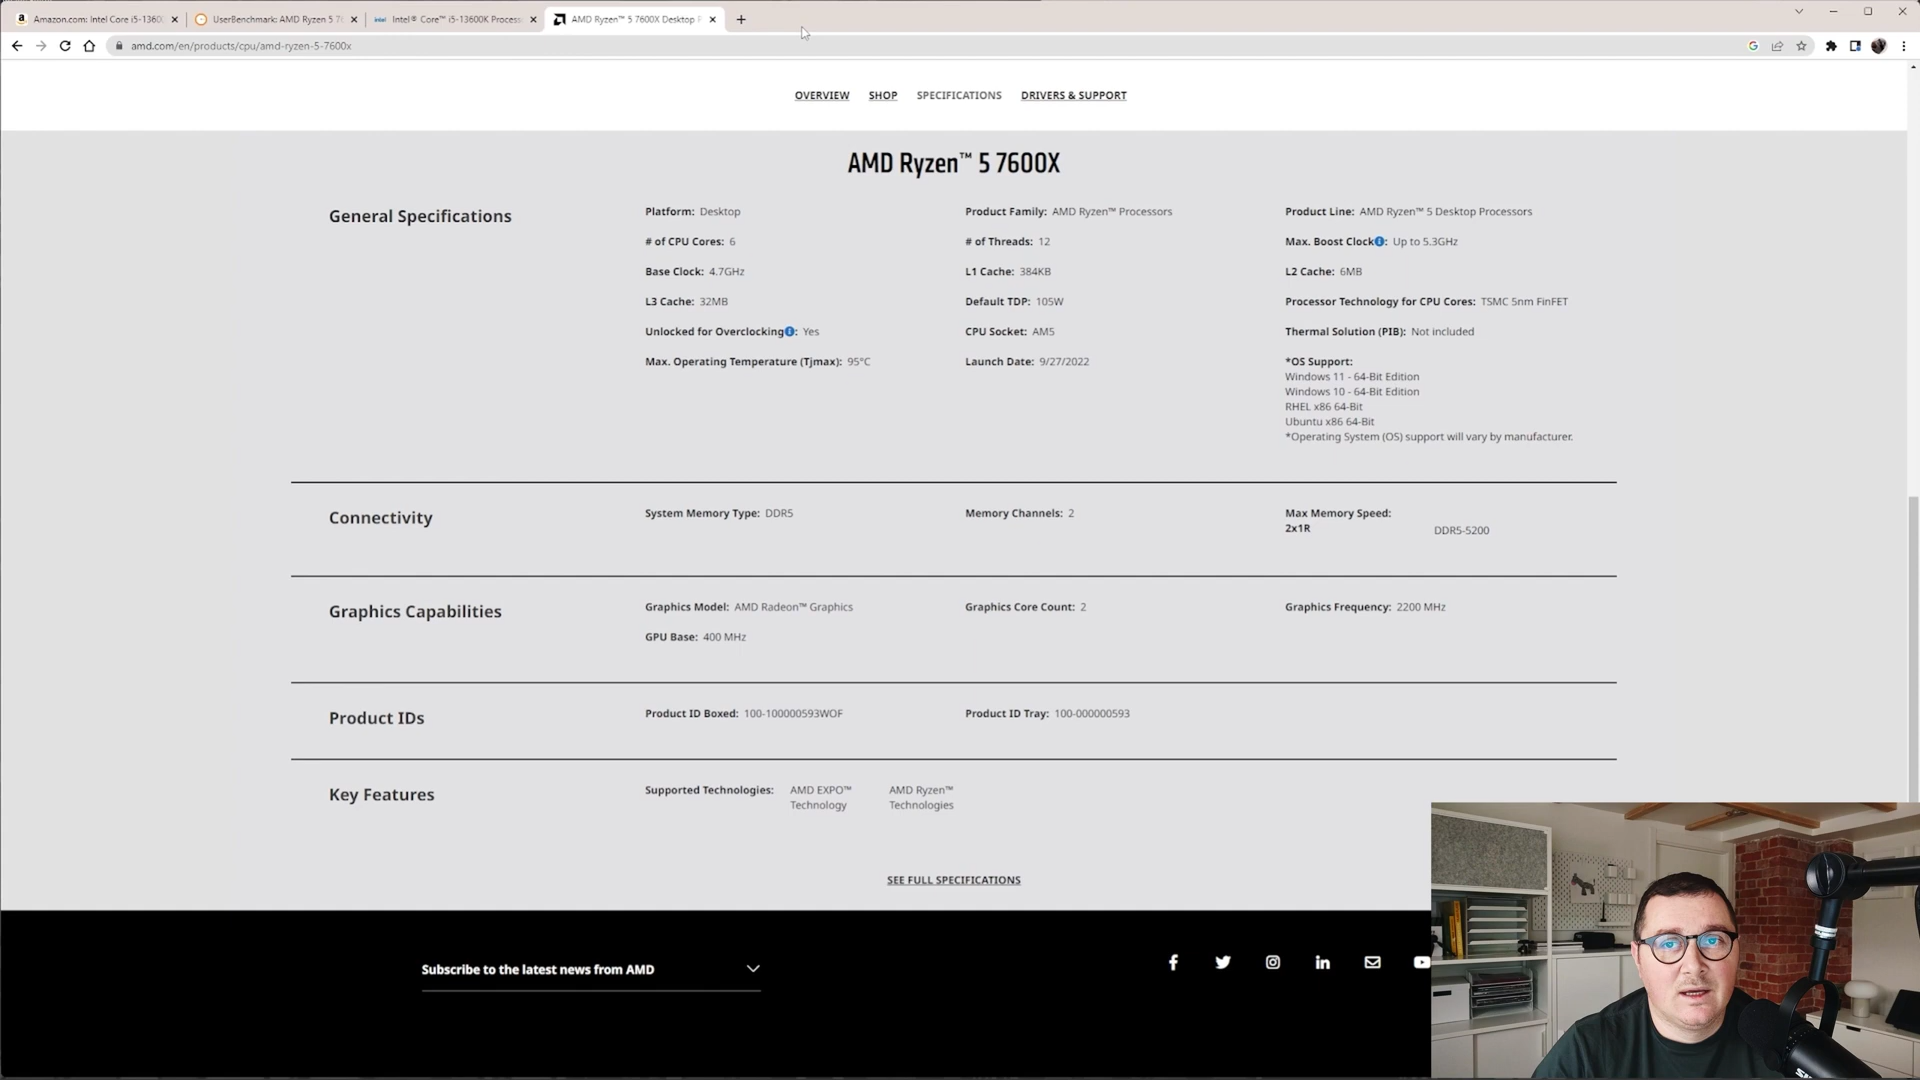 Amazon.com: Intel Core i5-1360
UserBenchmark: AMD Ryzen 5 76
intel Intel® Core™ i5-13600K Process
AMD Ryzen™ 5 7600X Desktop P
amd.com/en/products/cpu/amd-ryzen-5-7600x
OVERVIEW SHOP SPECIFICATIONS DRIVERS & SUPPORT
AMD Ryzen™ 5 7600X
General Specifications
Platform: Desktop
Product Family: AMD Ryzen™ Processors
Product Line: AMD Ryzen™ 5 Desktop Processors
# of CPU Cores: 6
# of Threads: 12
Max. Boost Clock: Up to 5.3GHz
Base Clock: 4.7GHz
L1 Cache: 384KB
L2 Cache: 6MB
L3 Cache: 32MB
Default TDP: 105W
Processor Technology for CPU Cores: TSMC 5nm FinFET
Unlocked for Overclocking: Yes
CPU Socket: AM5
Thermal Solution (PIB): Not included
Max. Operating Temperature (Tjmax): 95°C
Launch Date: 9/27/2022
*OS Support:
Windows 11 - 64-Bit Edition
Windows 10 - 64-Bit Edition
RHEL x86 64-Bit
Ubuntu x86 64-Bit
*Operating System (OS) support will vary by manufacturer.
Connectivity
System Memory Type: DDR5
Memory Channels: 2
Max Memory Speed:
2x1R DDR5-5200
Graphics Capabilities
Graphics Model: AMD Radeon™ Graphics
Graphics Core Count: 2
Graphics Frequency: 2200 MHz
GPU Base: 400 MHz
Product IDs
Product ID Boxed: 100-100000593WOF
Product ID Tray: 100-000000593
Key Features
Supported Technologies:
AMD EXPO™
Technology
AMD Ryzen™
Technologies
SEE FULL SPECIFICATIONS
Subscribe to the latest news from AMD